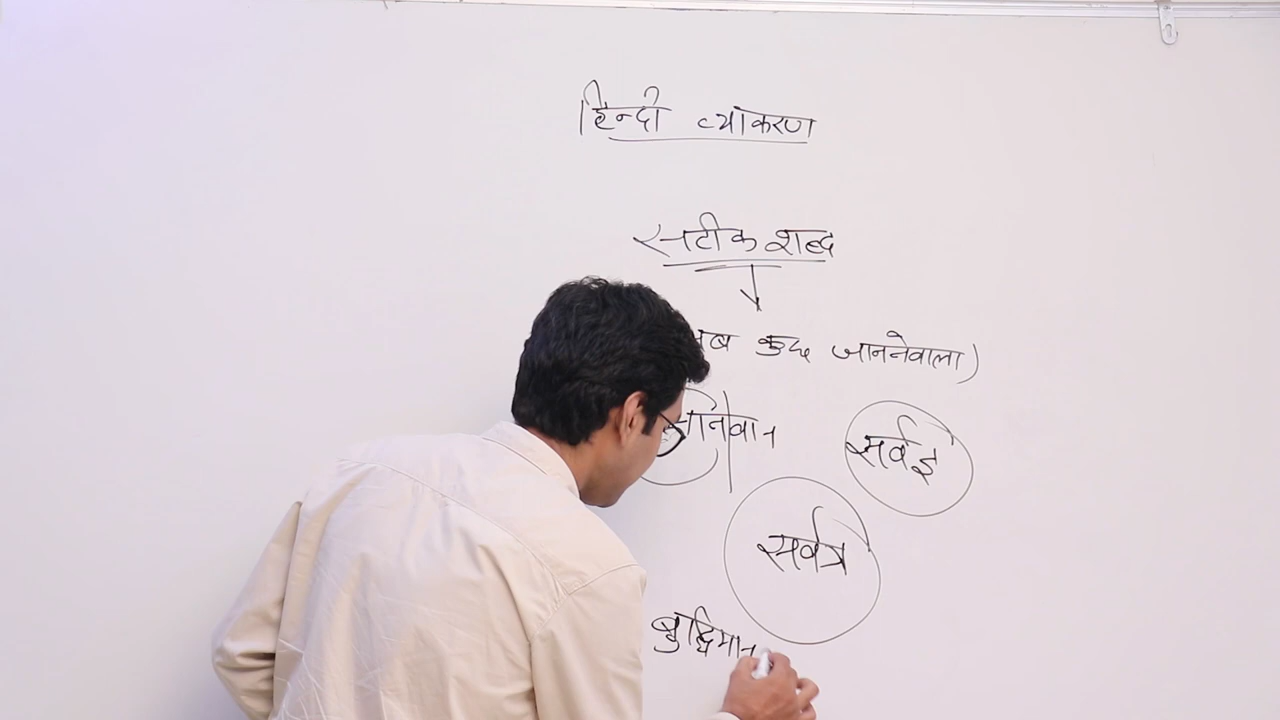 हिन्दी व्याकरण
सटीक शब्द
कुछ जाननेवाला)
सर्वज्ञ
सर्वत्र
बुद्धिमान